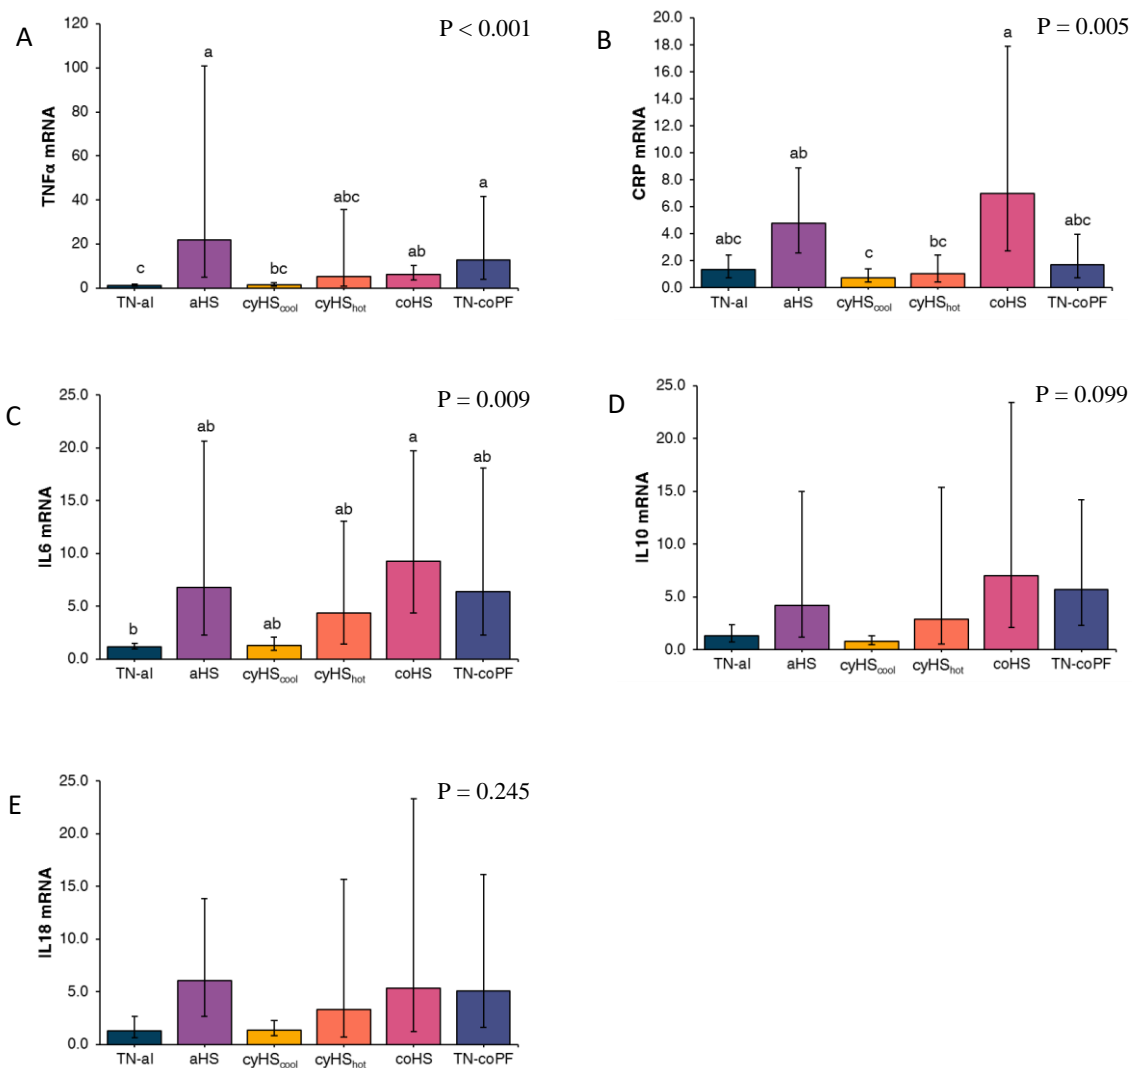 A
P < 0.001
TNFα mRNA
120
100
80
60
40
20
0
a
a
abc
ab
c
bc
TN-al aHS cyHScool cyHShot coHS TN-coPF
B
P = 0.005
CRP mRNA
20.0
18.0
16.0
14.0
12.0
10.0
8.0
6.0
4.0
2.0
0.0
a
ab
abc
c
bc
abc
TN-al aHS cyHScool cyHShot coHS TN-coPF
C
P = 0.009
IL6 mRNA
25.0
20.0
15.0
10.0
5.0
0.0
ab
a
ab
ab
b
ab
TN-al aHS cyHScool cyHShot coHS TN-coPF
D
P = 0.099
IL10 mRNA
25.0
20.0
15.0
10.0
5.0
0.0
TN-al aHS cyHScool cyHShot coHS TN-coPF
E
P = 0.245
IL18 mRNA
25.0
20.0
15.0
10.0
5.0
0.0
TN-al aHS cyHScool cyHShot coHS TN-coPF